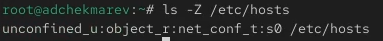 root@adchekmarev:~# ls -Z /etc/hosts
unconfined_u:object_r:net_conf_t:s0 /etc/hosts